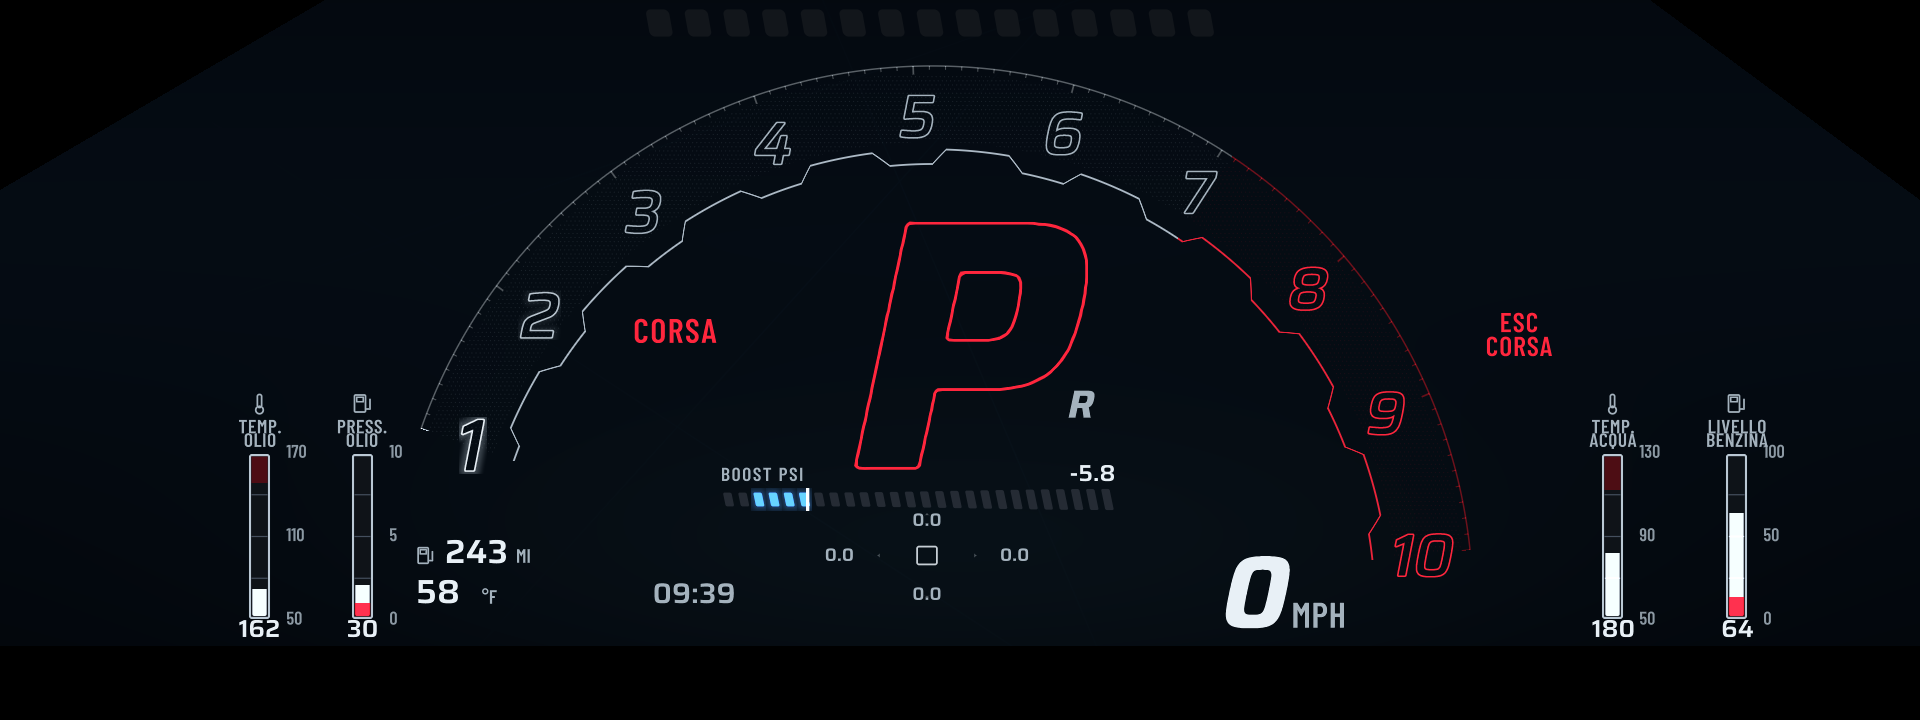 5
4
6
3
7
2
8
1
9
10
P
R
CORSA
ESC
CORSA
TEMP.
OLIO
170
110
50
162
PRESS.
OLIO
10
5
0
30
243 MI
58 °F
BOOST PSI
-5.8
0.0
0.0
0.0
0.0
09:39
0 MPH
TEMP.
ACQUA
130
90
50
180
LIVELLO
BENZINA
100
50
0
64